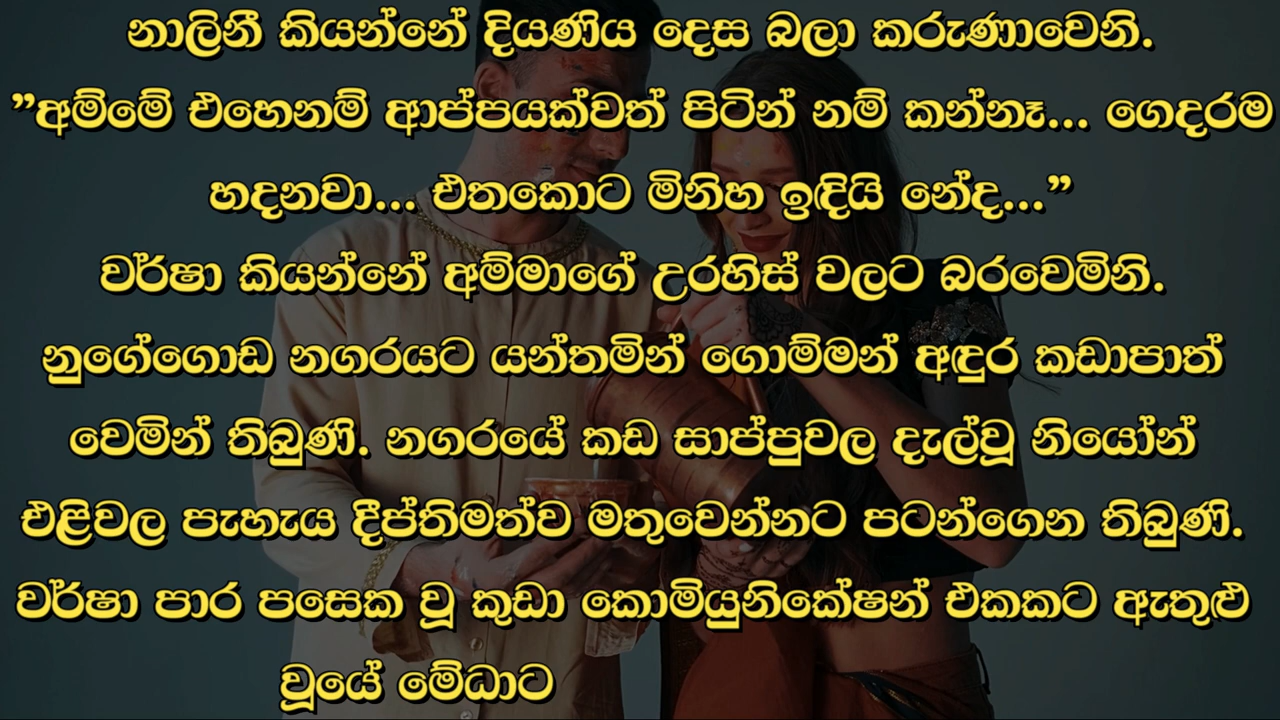 නාලිනී කියන්නේ දියණිය දෙස බලා කරුණාවෙනි.
”අම්මේ එහෙනම් ආප්පයක්වත් පිටින් නම් කන්නෑ... ගෙදරම
හදනවා... එතකොට මිනිහ ඉඳියි නේද...”
වර්ෂා කියන්නේ අම්මාගේ උරහිස් වලට බරවෙමිනි.
නුගේගොඩ නගරයට යන්තමින් ගොම්මන් අඳුර කඩාපාත්
වෙමින් තිබුණි. නගරයේ කඩ සාප්පුවල දැල්වූ නියෝන්
එළිවල පැහැය දීප්තිමත්ව මතුවෙන්නට පටන්ගෙන තිබුණි.
වර්ෂා පාර පසෙක වූ කුඩා කොමියුනිකේෂන් එකකට ඇතුළු
වූයේ මේධාට